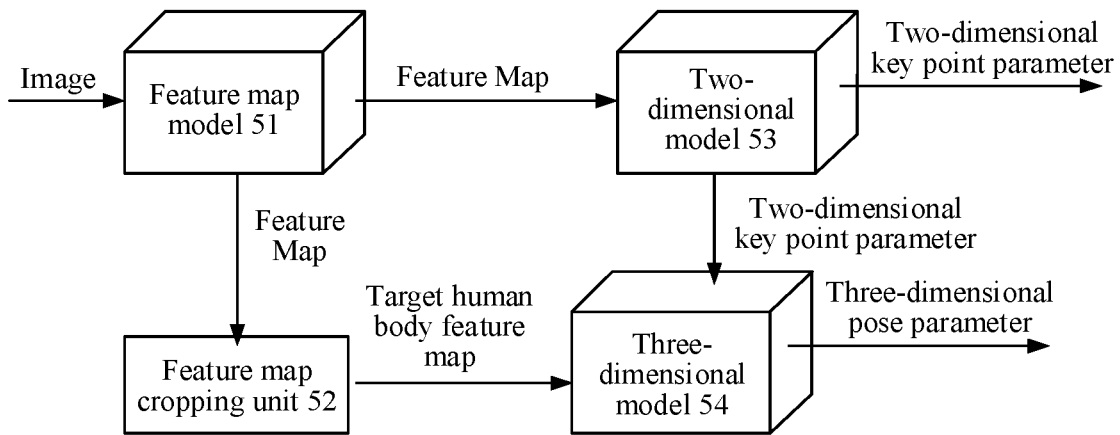 Image
Feature map
model 51
Feature Map
Two-
dimensional
model 53
Two-dimensional
key point parameter
Feature
Map
Two-dimensional
key point parameter
Feature map
cropping unit 52
Target human
body feature
map
Three-
dimensional
model 54
Three-dimensional
pose parameter